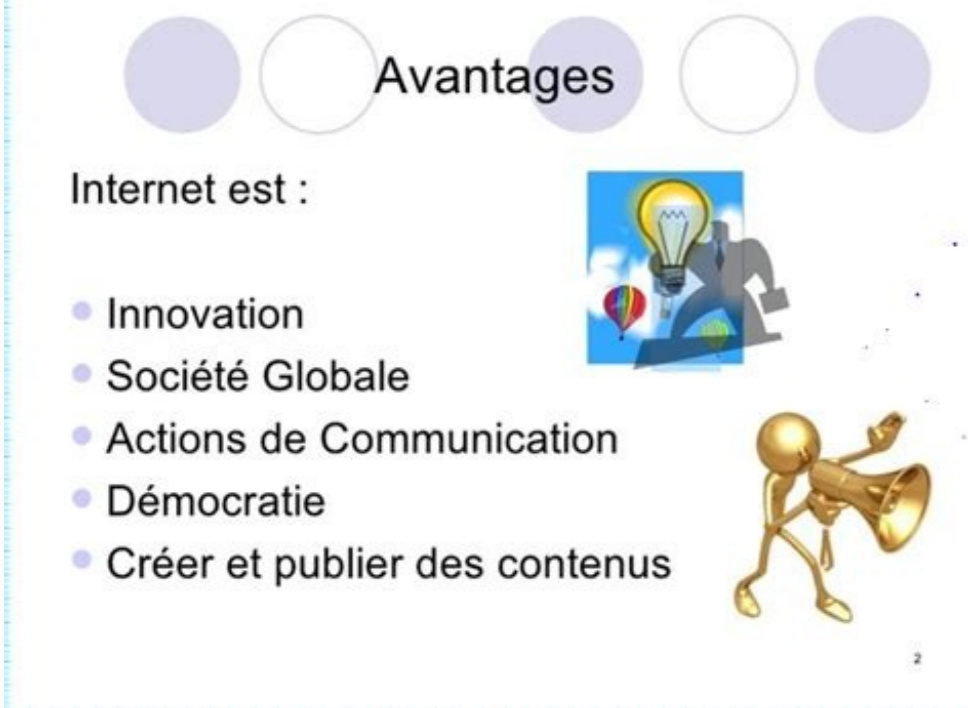 Avantages
Internet est :
Innovation
Société Globale
Actions de Communication
Démocratie
Créer et publier des contenus
2